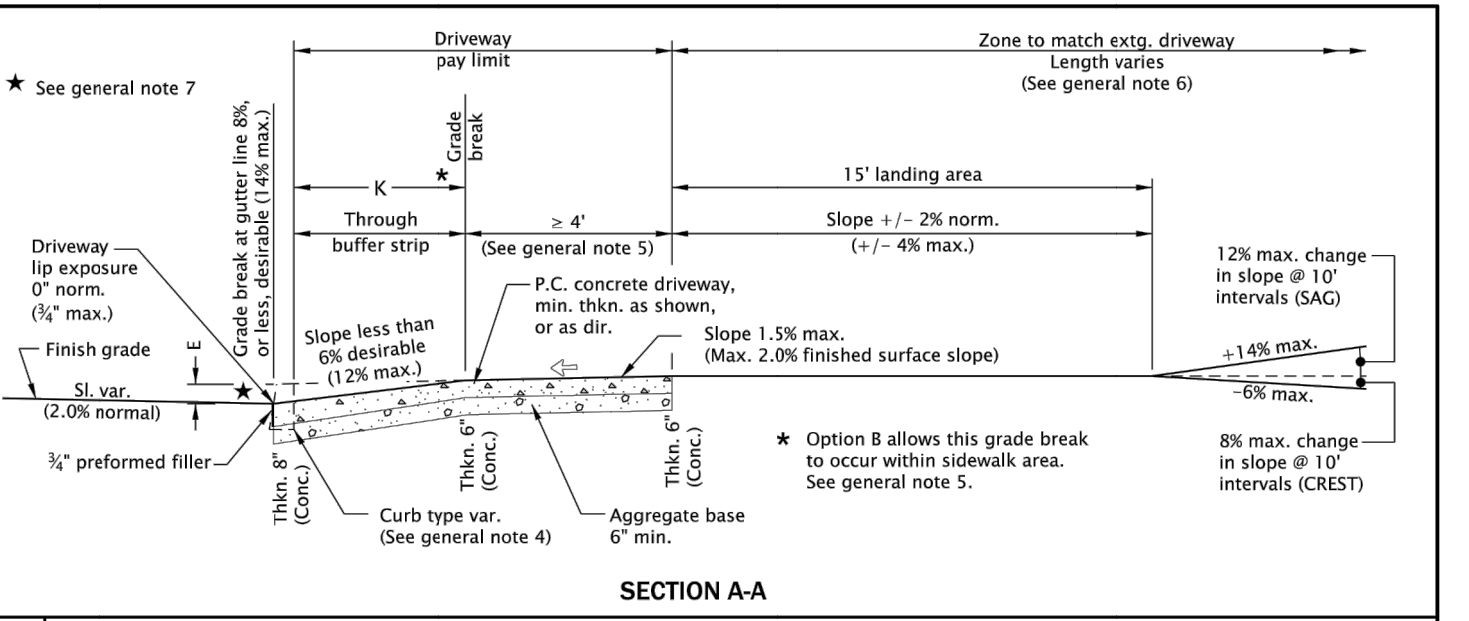 Driveway
pay limit
Zone to match extg. driveway
Length varies
(See general note 6)
★ See general note 7
Grade break at gutter line 8%,
or less, desirable (14% max.)
* Grade
break
K
Through
buffer strip
≥ 4'
(See general note 5)
15' landing area
Slope +/- 2% norm.
(+/- 4% max.)
Driveway
lip exposure
0" norm.
(¾" max.)
12% max. change
in slope @ 10'
intervals (SAG)
P.C. concrete driveway,
min. thkn. as shown,
or as dir.
Slope 1.5% max.
(Max. 2.0% finished surface slope)
Slope less than
6% desirable
(12% max.)
E
★
Finish grade
Sl. var.
(2.0% normal)
+14% max.
-6% max.
¾" preformed filler
Thkn. 8"
(Conc.)
Thkn. 6"
(Conc.)
Thkn. 6"
(Conc.)
* Option B allows this grade break
to occur within sidewalk area.
See general note 5.
8% max. change
in slope @ 10'
intervals (CREST)
Curb type var.
(See general note 4)
Aggregate base
6" min.
SECTION A-A